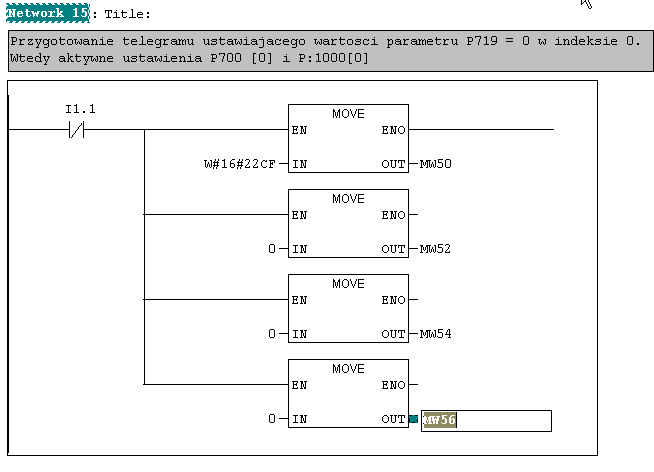 Network 15: Title:
Przygotowanie telegramu ustawiajacego wartosci parametru P719 = 0 w indeksie 0.
Wtedy aktywne ustawienia P700 [0] i P:1000[0]
I1.1
MOVE
EN ENO
W#16#22CF IN OUT MW50
MOVE
EN ENO
0 IN OUT MW52
MOVE
EN ENO
0 IN OUT MW54
MOVE
EN ENO
0 IN OUT MW56